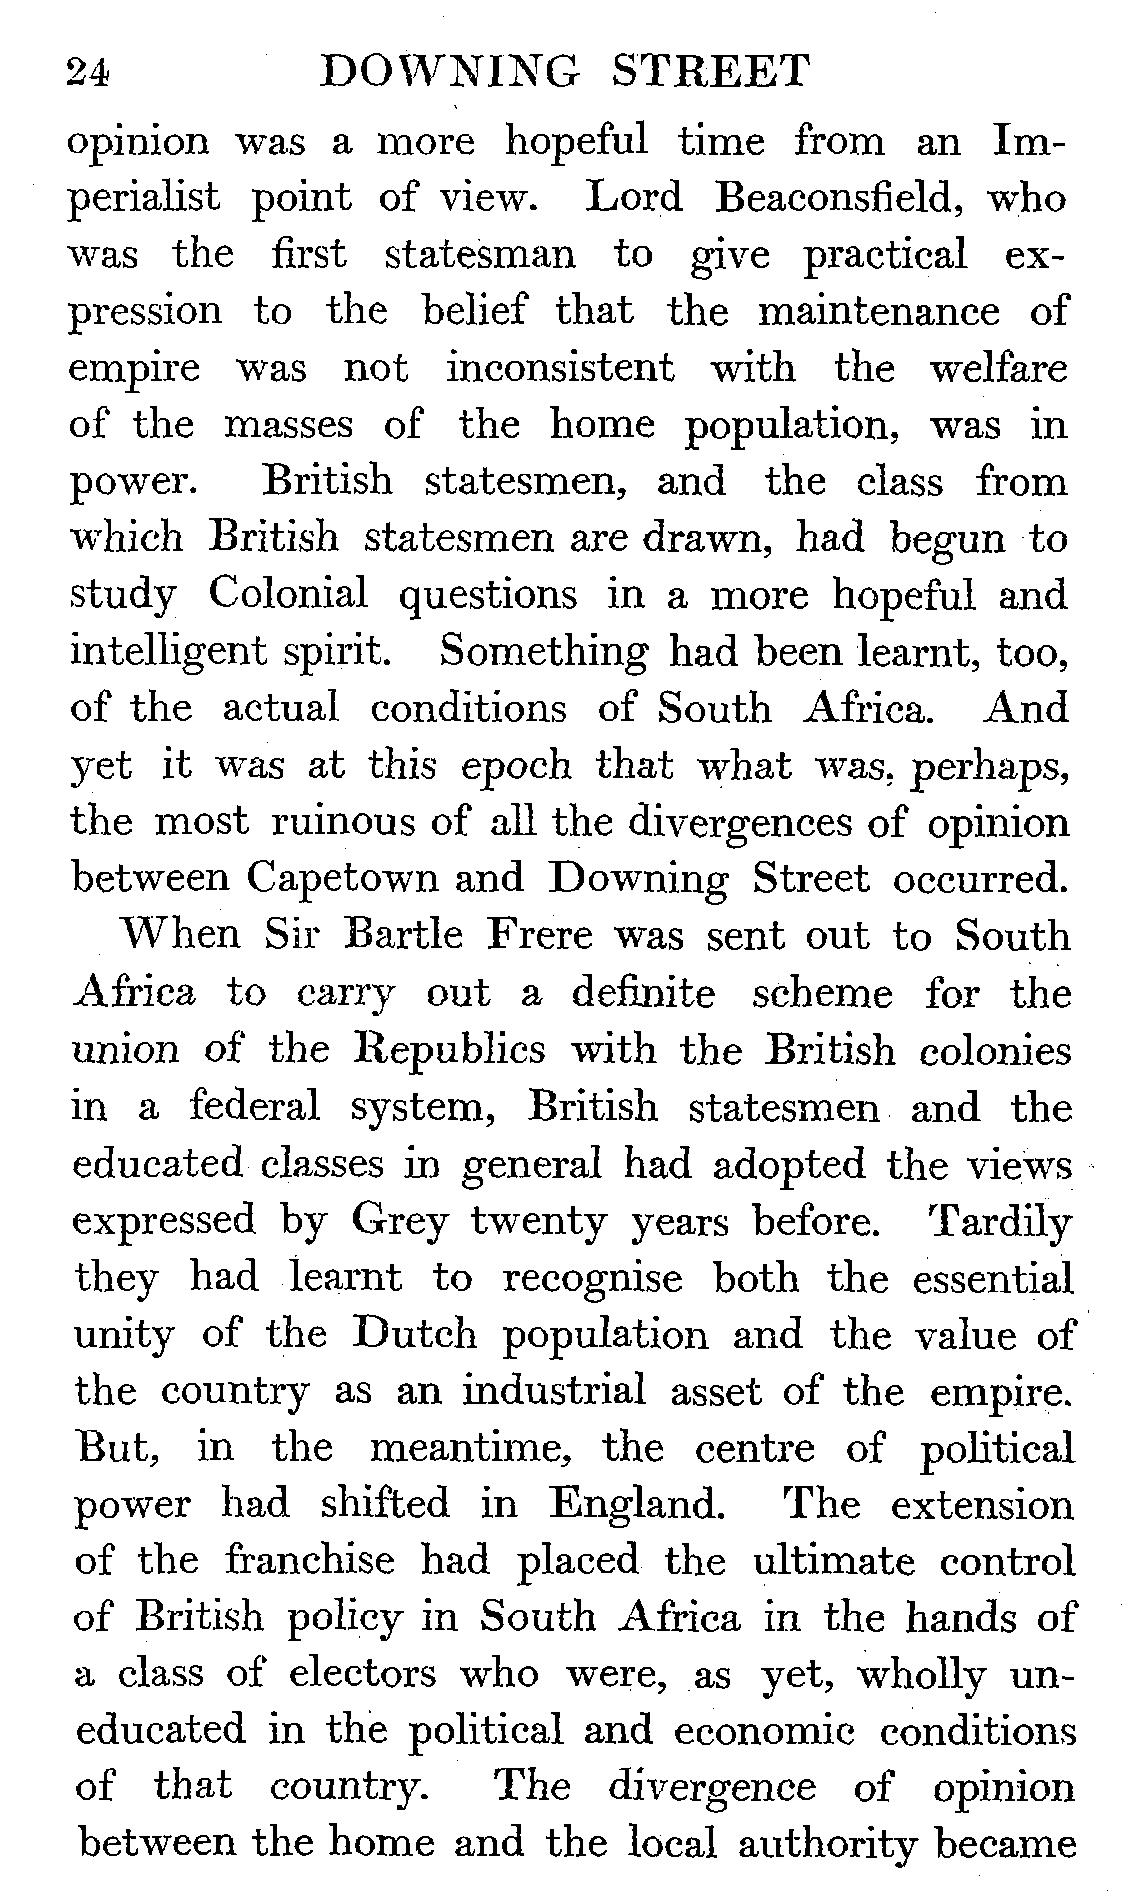 24 DOWNING STREET
opinion was a more hopeful time from an Im-
perialist point of view. Lord Beaconsfield, who
was the first statesman to give practical ex-
pression to the belief that the maintenance of
empire was not inconsistent with the welfare
of the masses of the home population, was in
power. British statesmen, and the class from
which British statesmen are drawn, had begun to
study Colonial questions in a more hopeful and
intelligent spirit. Something had been learnt, too,
of the actual conditions of South Africa. And
yet it was at this epoch that what was, perhaps,
the most ruinous of all the divergences of opinion
between Capetown and Downing Street occurred.
When Sir Bartle Frere was sent out to South
Africa to carry out a definite scheme for the
union of the Republics with the British colonies
in a federal system, British statesmen and the
educated classes in general had adopted the views
expressed by Grey twenty years before. Tardily
they had learnt to recognise both the essential
unity of the Dutch population and the value of
the country as an industrial asset of the empire.
But, in the meantime, the centre of political
power had shifted in England. The extension
of the franchise had placed the ultimate control
of British policy in South Africa in the hands of
a class of electors who were, as yet, wholly un-
educated in the political and economic conditions
of that country. The divergence of opinion
between the home and the local authority became